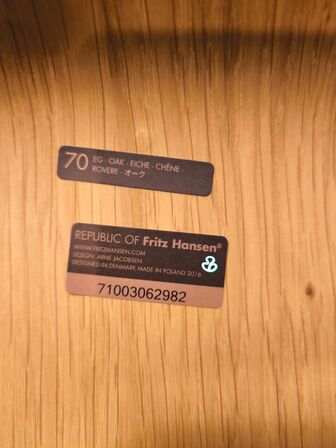 70 EG - OAK - EICHE - CHÊNE -
ROVERE - オーク
REPUBLIC OF Fritz Hansen®
WWW.FRITZHANSEN.COM
DESIGN: ARNE JACOBSEN
DESIGNED IN DENMARK MADE IN POLAND 2016
71003062982